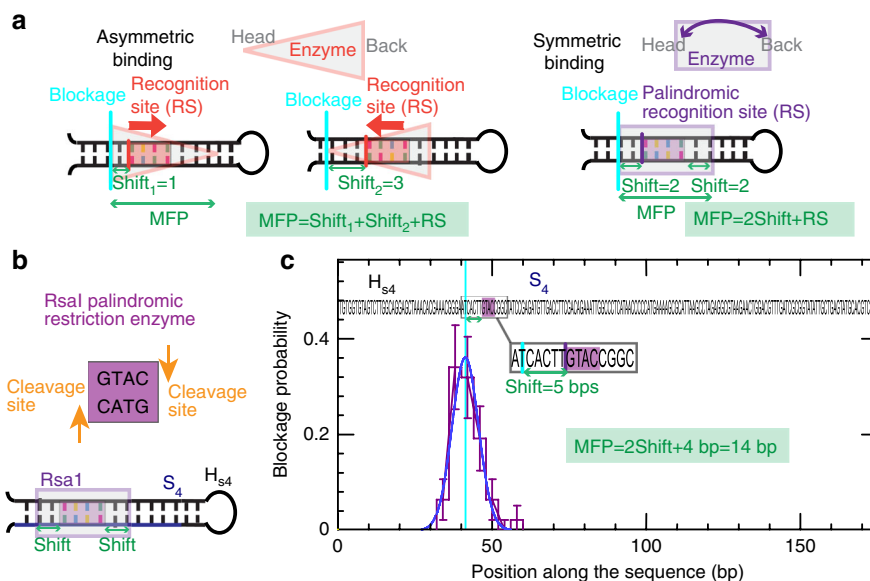 a
Asymmetric
binding
Head
Enzyme
Back
Blockage
Recognition
site (RS)
Shift₁=1
MFP
Blockage
Recognition
site (RS)
Shift₂=3
MFP=Shift₁+Shift₂+RS
Symmetric
binding
Head
Back
Enzyme
Blockage
Palindromic
recognition site (RS)
Shift=2
Shift=2
MFP
MFP=2Shift+RS
b
RsaI palindromic
restriction enzyme
Cleavage
site
GTAC
CATG
Cleavage
site
Rsa1
S₄
Hs₄
Shift
Shift
c
Hs₄
S₄
ATCACTTGTACCGGC
Shift=5 bps
MFP=2Shift+4 bp=14 bp
Blockage probability
0.4
0.2
0
0
50
100
150
Position along the sequence (bp)